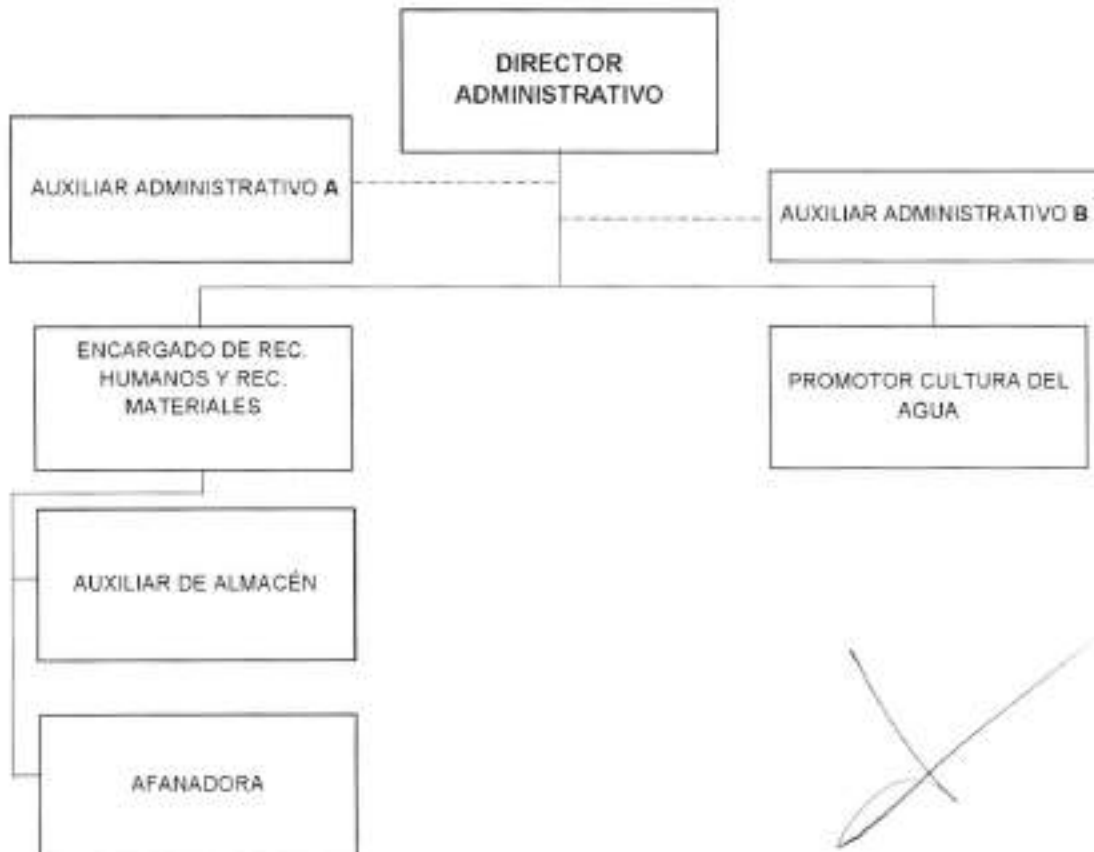 DIRECTOR
ADMINISTRATIVO
AUXILIAR ADMINISTRATIVO A
AUXILIAR ADMINISTRATIVO B
ENCARGADO DE REC.
HUMANOS Y REC.
MATERIALES
PROMOTOR CULTURA DEL
AGUA
AUXILIAR DE ALMACÉN
AFANADORA